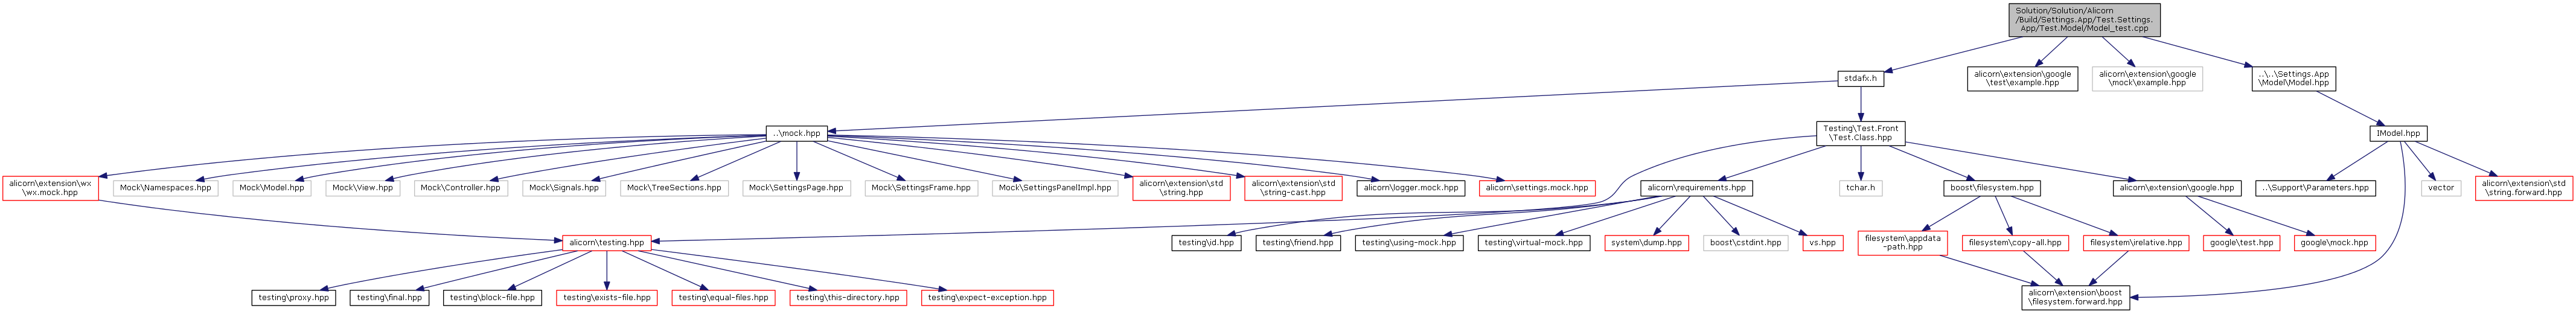 Solution/Solution/Alicorn
/Build/Settings.App/Test.Settings.
App/Test.Model/Model_test.cpp
stdafx.h
alicorn\extension\google
\test\example.hpp
alicorn\extension\google
\mock\example.hpp
..\..\Settings.App
\Model\Model.hpp
..\mock.hpp
Testing\Test.Front
\Test.Class.hpp
IModel.hpp
alicorn\extension\wx
\wx.mock.hpp
Mock\Namespaces.hpp
Mock\Model.hpp
Mock\View.hpp
Mock\Controller.hpp
Mock\Signals.hpp
Mock\TreeSections.hpp
Mock\SettingsPage.hpp
Mock\SettingsFrame.hpp
Mock\SettingsPanelImpl.hpp
alicorn\extension\std
\string.hpp
alicorn\extension\std
\string-cast.hpp
alicorn\logger.mock.hpp
alicorn\settings.mock.hpp
alicorn\requirements.hpp
tchar.h
boost\filesystem.hpp
alicorn\extension\google.hpp
..\Support\Parameters.hpp
vector
alicorn\extension\std
\string.forward.hpp
alicorn\testing.hpp
testing\id.hpp
testing\friend.hpp
testing\using-mock.hpp
testing\virtual-mock.hpp
system\dump.hpp
boost\cstdint.hpp
vs.hpp
filesystem\appdata
-path.hpp
filesystem\copy-all.hpp
filesystem\irelative.hpp
google\test.hpp
google\mock.hpp
testing\proxy.hpp
testing\final.hpp
testing\block-file.hpp
testing\exists-file.hpp
testing\equal-files.hpp
testing\this-directory.hpp
testing\expect-exception.hpp
alicorn\extension\boost
\filesystem.forward.hpp